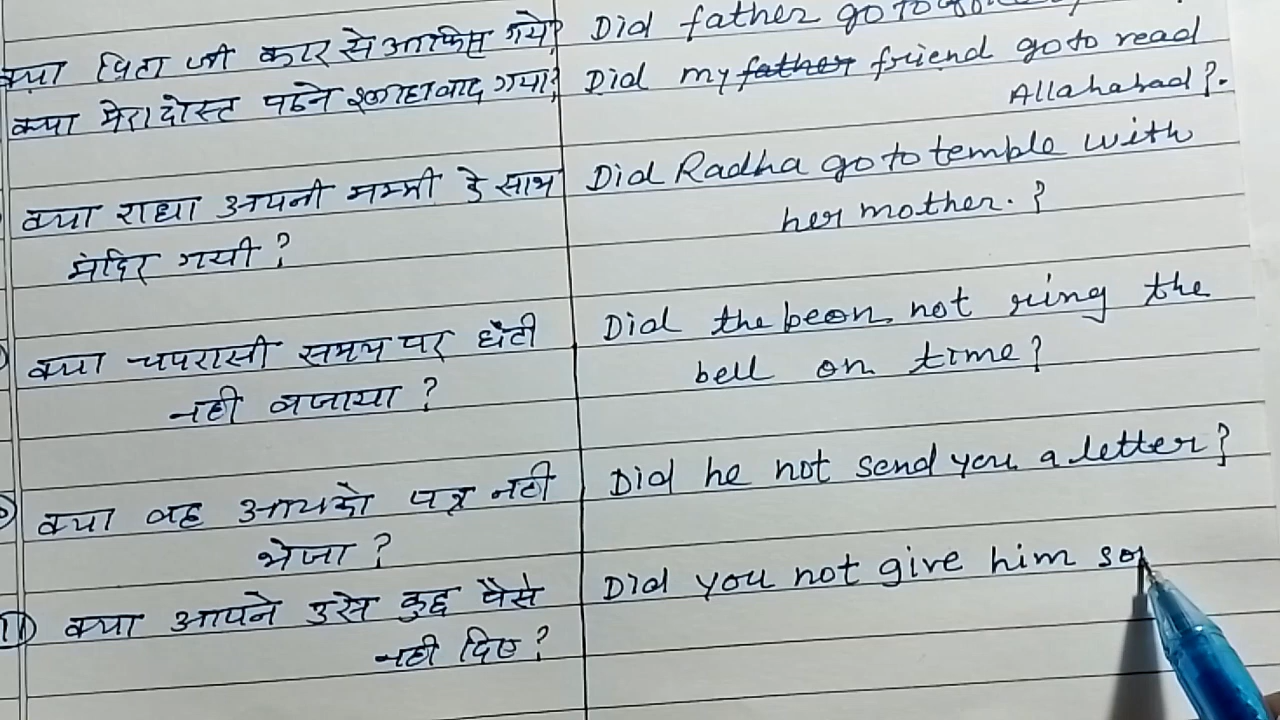 क्या पिता जी कार से आफिस गये? Did father go to
क्या मेरा दोस्त पढने इलाहावाद गया? Did my father friend go to read
Allahabad?.
क्या राधा अपनी मम्मी के साथ Did Radha go to temple with
मंदिर गयी? her mother.?
क्या चपरासी समय पर घंटी Did the beon not ring the
नही बजाया? bell on time?
क्या वह आपको पत्र नही Did he not send you a letter?
भेजा?
11 क्या आपने उसे कुछ पैसे Did you not give him so
नही दिए?